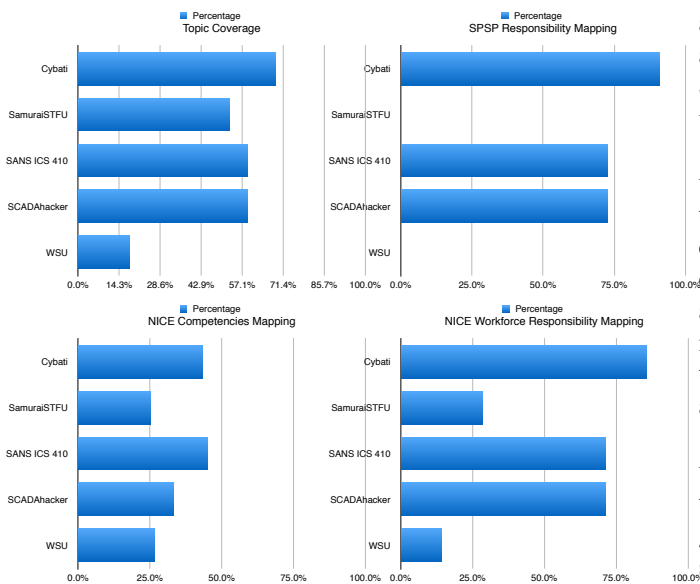 Percentage
Topic Coverage
Cybati
SamuraiSTFU
SANS ICS 410
SCADAhacker
WSU
0.0% 14.3% 28.6% 42.9% 57.1% 71.4% 85.7% 100.0%
Percentage
SPSP Responsibility Mapping
Cybati
SamuraiSTFU
SANS ICS 410
SCADAhacker
WSU
0.0% 25.0% 50.0% 75.0% 100.0%
Percentage
NICE Competencies Mapping
Cybati
SamuraiSTFU
SANS ICS 410
SCADAhacker
WSU
0.0% 25.0% 50.0% 75.0% 100.0%
Percentage
NICE Workforce Responsibility Mapping
Cybati
SamuraiSTFU
SANS ICS 410
SCADAhacker
WSU
0.0% 25.0% 50.0% 75.0% 100.0%